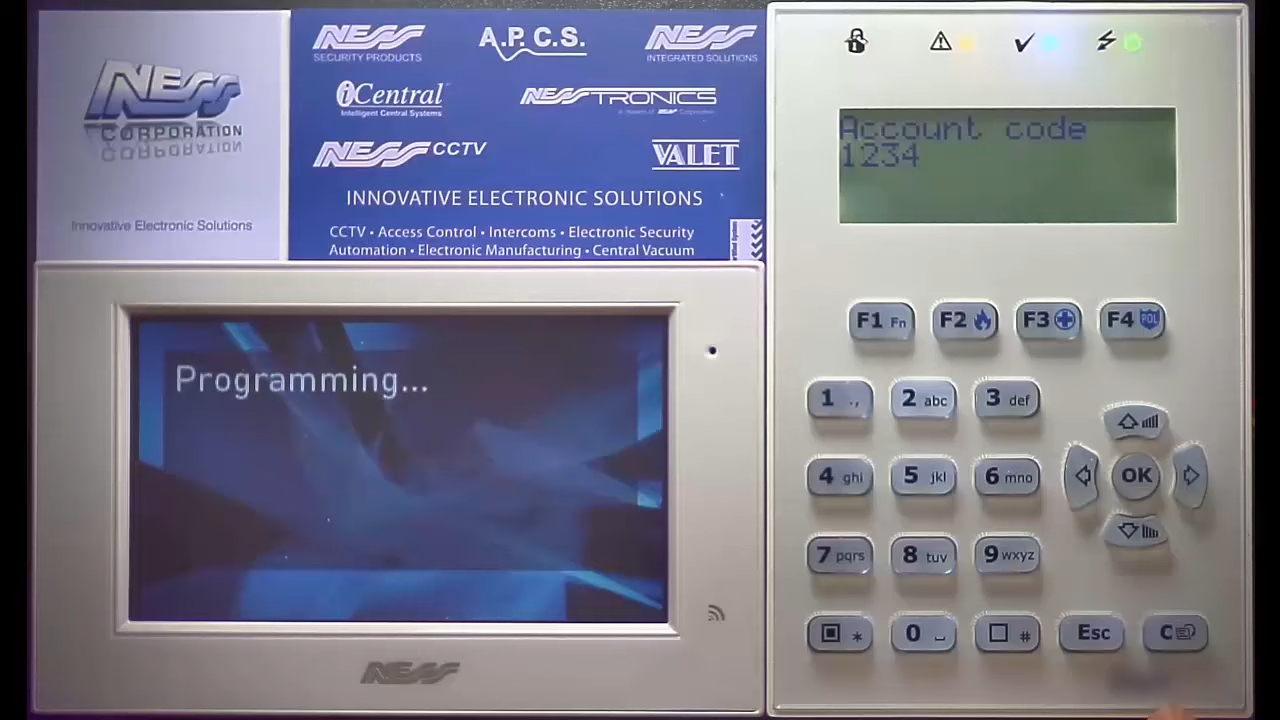 NESS
CORPORATION
Innovative Electronic Solutions
NESS
SECURITY PRODUCTS
A.P.C.S.
NESS
INTEGRATED SOLUTIONS
iCentral
Intelligent Central Systems
NESSTRONICS
NESS CCTV
VALET
INNOVATIVE ELECTRONIC SOLUTIONS
CCTV • Access Control • Intercoms • Electronic Security
Automation • Electronic Manufacturing • Central Vacuum
Programming...
NESS
Account code
1234
F1 Fn F2 F3 F4 POL
1 ., 2 abc 3 def
4 ghi 5 jkl 6 mno OK
7 pqrs 8 tuv 9 wxyz
* 0 # Esc C